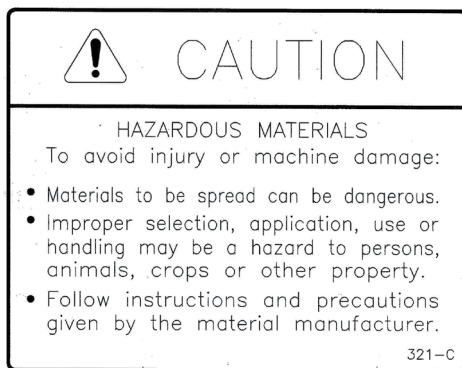 CAUTION
HAZARDOUS MATERIALS
To avoid injury or machine damage:
• Materials to be spread can be dangerous.
• Improper selection, application, use or
handling may be a hazard to persons,
animals, crops or other property.
• Follow instructions and precautions
given by the material manufacturer.
321-C